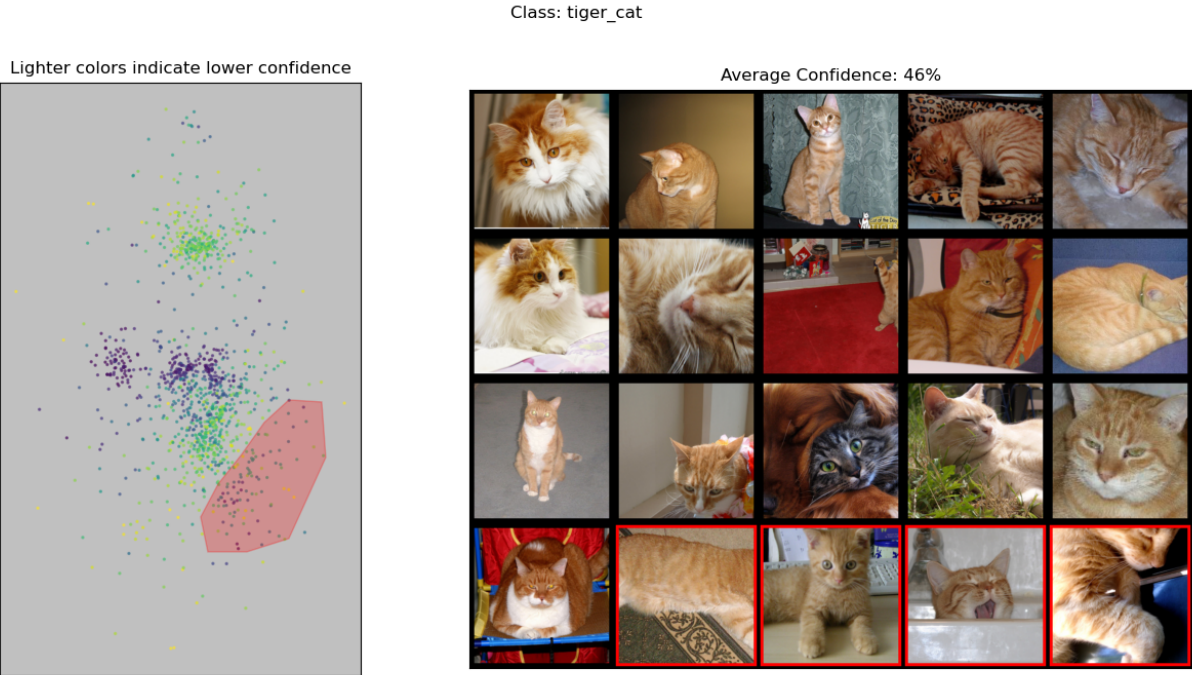 Class: tiger_cat
Lighter colors indicate lower confidence
Average Confidence: 46%